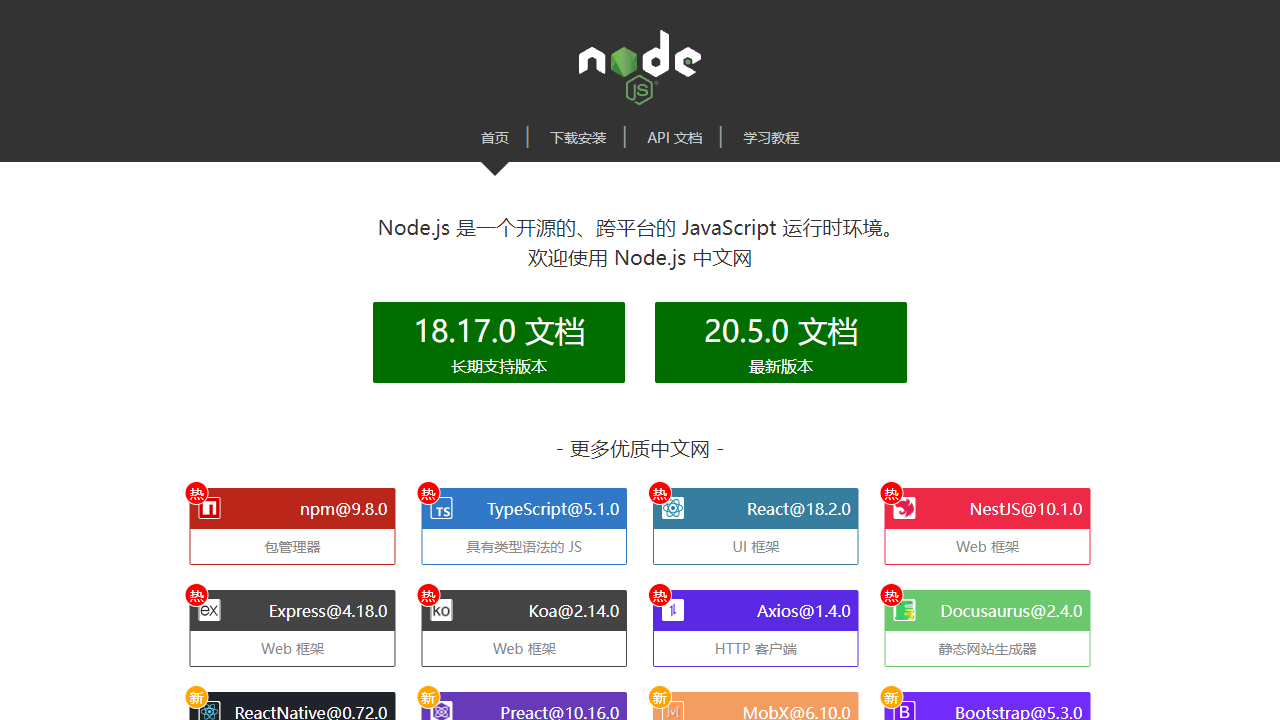 node
JS
首页
下载安装
API 文档
学习教程
Node.js 是一个开源的、跨平台的 JavaScript 运行时环境。
欢迎使用 Node.js 中文网
18.17.0 文档
长期支持版本
20.5.0 文档
最新版本
- 更多优质中文网 -
热
npm@9.8.0
包管理器
热
TS
TypeScript@5.1.0
具有类型语法的 JS
热
React@18.2.0
UI 框架
热
NestJS@10.1.0
Web 框架
热
ex
Express@4.18.0
Web 框架
热
ko
Koa@2.14.0
Web 框架
热
Axios@1.4.0
HTTP 客户端
热
Docusaurus@2.4.0
静态网站生成器
新
ReactNative@0.72.0
新
Preact@10.16.0
新
M
MobX@6.10.0
新
B
Bootstrap@5.3.0